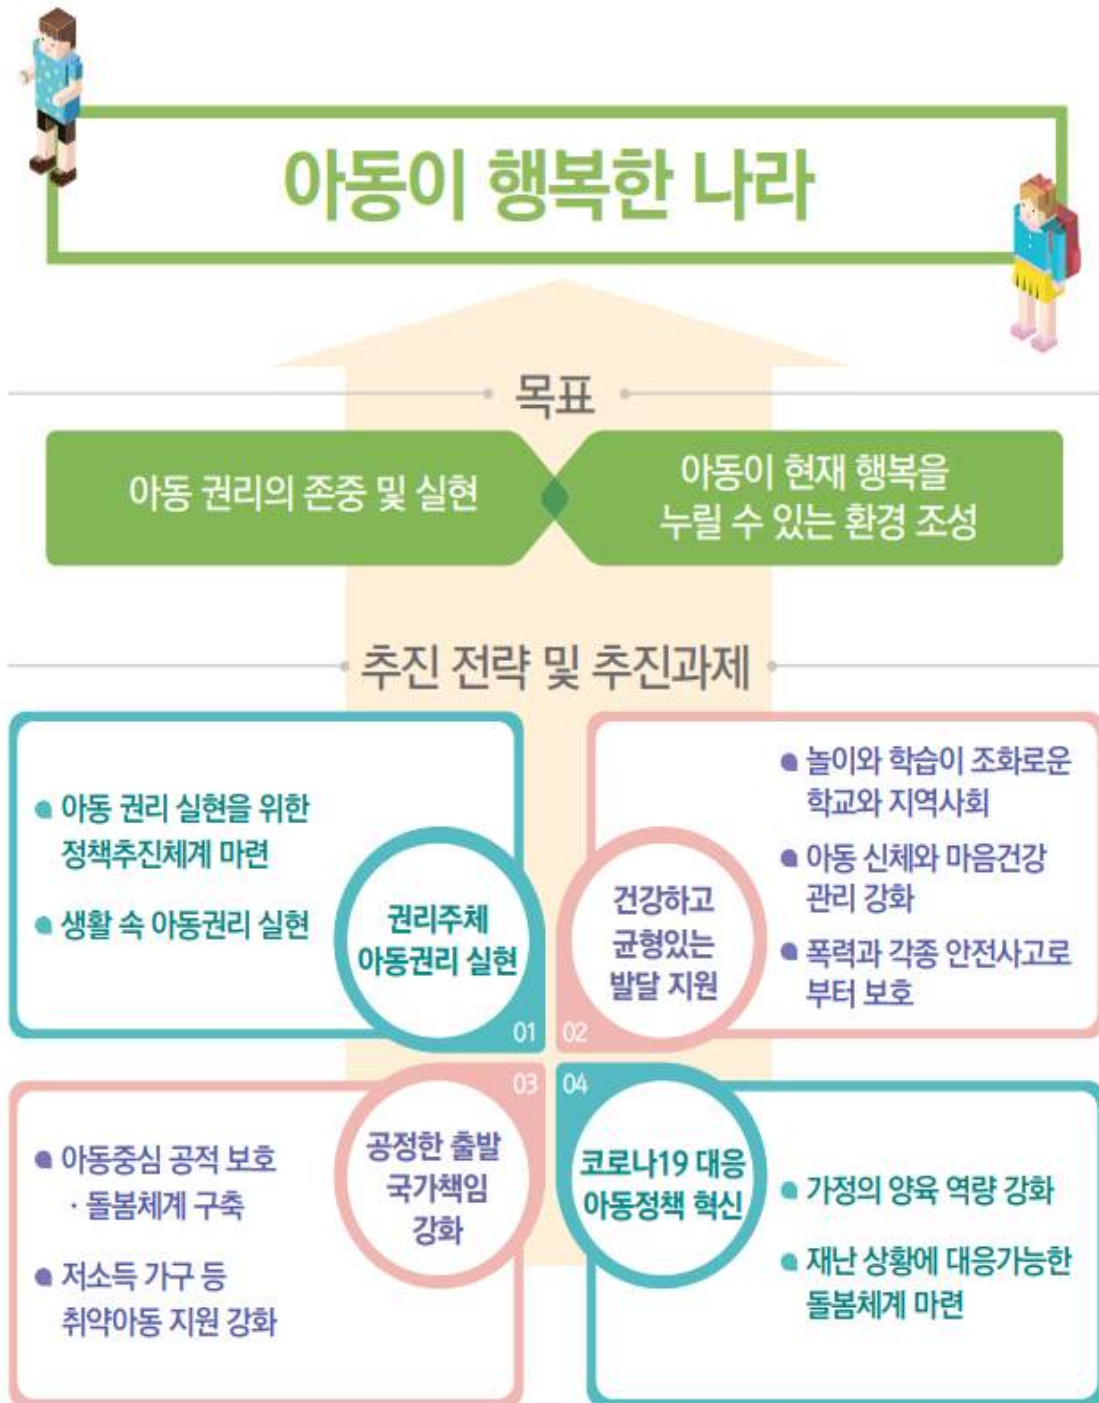 아동이 행복한 나라
목표
아동 권리의 존중 및 실현
아동이 현재 행복을
누릴 수 있는 환경 조성
추진 전략 및 추진과제
아동 권리 실현을 위한
정책추진체계 마련
생활 속 아동권리 실현
권리주체
아동권리 실현
01
건강하고
균형있는
발달 지원
02
놀이와 학습이 조화로운
학교와 지역사회
아동 신체와 마음건강
관리 강화
폭력과 각종 안전사고로
부터 보호
아동중심 공적 보호
· 돌봄체계 구축
저소득 가구 등
취약아동 지원 강화
03
공정한 출발
국가책임
강화
04
코로나19 대응
아동정책 혁신
가정의 양육 역량 강화
재난 상황에 대응가능한
돌봄체계 마련